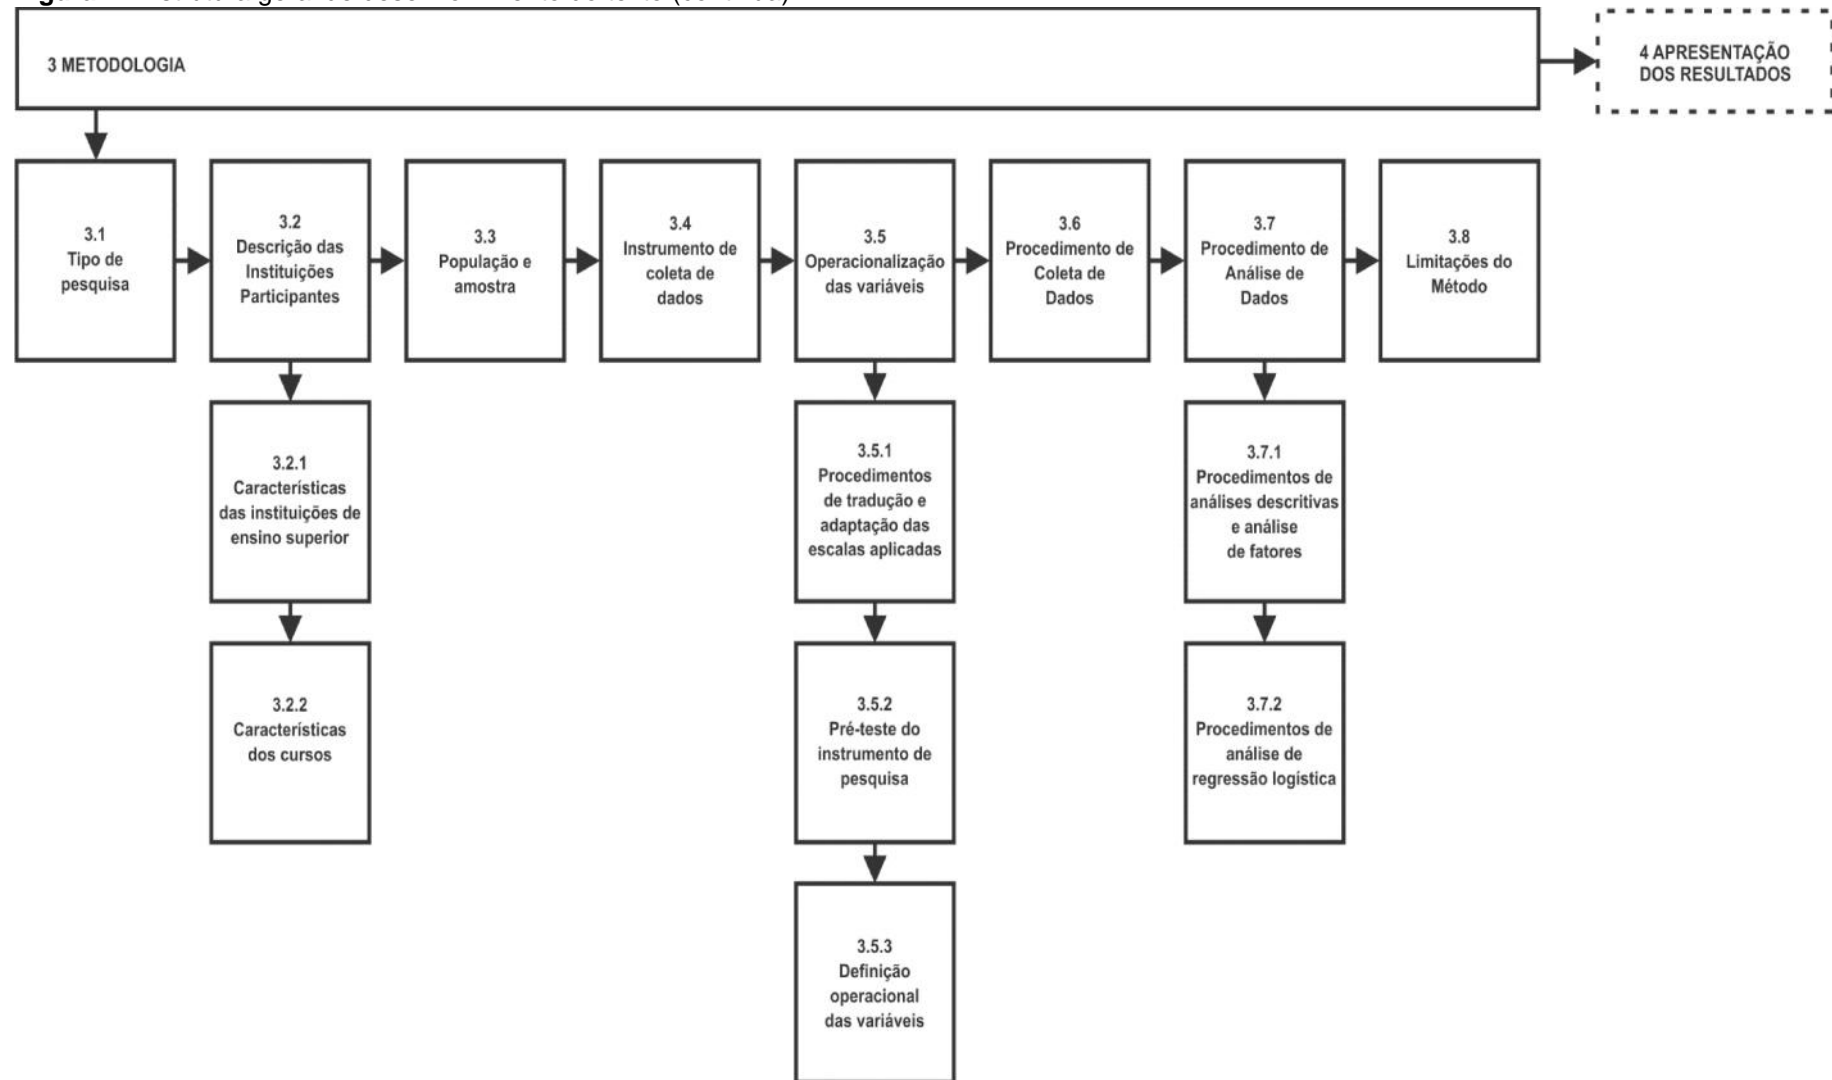 3 METODOLOGIA
4 APRESENTAÇÃO
DOS RESULTADOS
3.1
Tipo de
pesquisa
3.2
Descrição das
Instituições
Participantes
3.3
População e
amostra
3.4
Instrumento de
coleta de
dados
3.5
Operacionalização
das variáveis
3.6
Procedimento de
Coleta de
Dados
3.7
Procedimento de
Análise de
Dados
3.8
Limitações do
Método
3.2.1
Características
das instituições de
ensino superior
3.2.2
Características
dos cursos
3.5.1
Procedimentos
de tradução e
adaptação das
escalas aplicadas
3.5.2
Pré-teste do
instrumento de
pesquisa
3.5.3
Definição
operacional
das variáveis
3.7.1
Procedimentos de
análises descritivas
e análise
de fatores
3.7.2
Procedimentos de
análise de
regressão logística